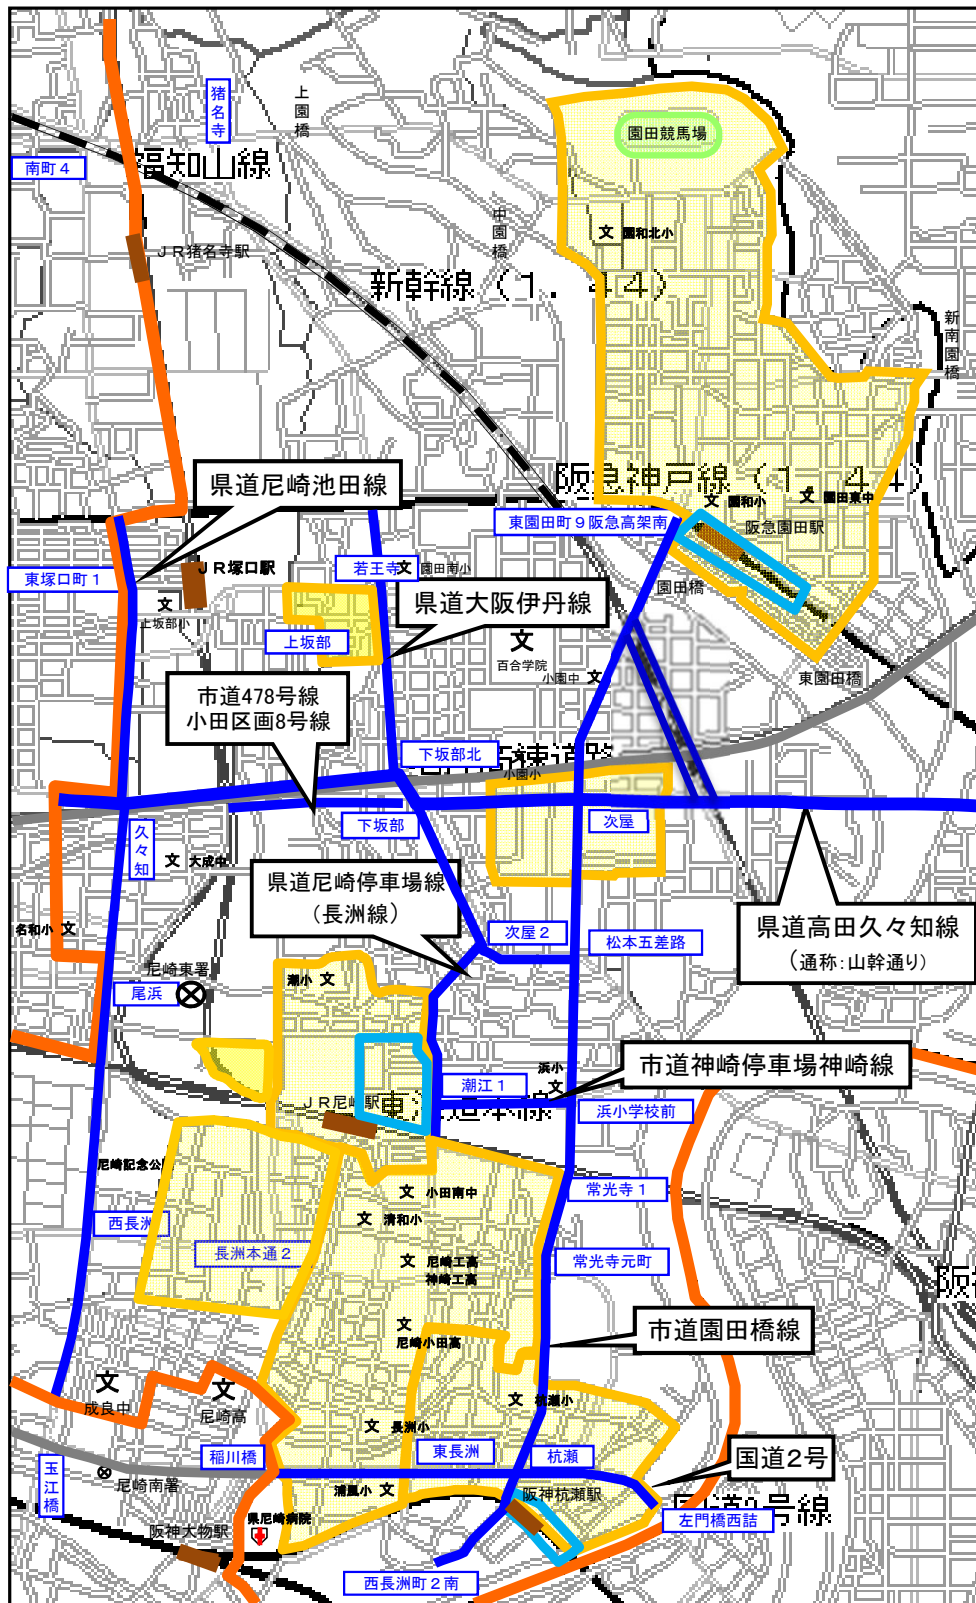 猪名寺
上園橋
園田競馬場
南町４
福知山線
中園橋
文 園和北小
ＪＲ猪名寺駅
新幹線（１．４４）
新南園橋
県道尼崎池田線
阪急神戸線（１．４４）
文 園和小
文 園田東中
東園田町９阪急高架南
阪急園田駅
東塚口町１
ＪＲ塚口駅
若王寺
文 園田南小
園田橋
県道大阪伊丹線
文
上坂部小
上坂部
文
百合学院
小園中 文
東園田橋
市道478号線
小田区画8号線
下坂部北
文
小園小
久々知
下坂部
次屋
文 大成中
県道尼崎停車場線
（長洲線）
県道高田久々知線
（通称：山幹通り）
名和小 文
次屋２
松本五差路
尼崎東署
尾浜
潮小 文
市道神崎停車場神崎線
潮江１
浜小
文
ＪＲ尼崎駅
浜小学校前
尼崎記念公
文 小田南中
常光寺１
西長洲
文 清和小
長洲本通２
文 尼崎工高
神崎工高
常光寺元町
文
尼崎小田高
市道園田橋線
文
成良中
文
尼崎高
文 杭瀬小
文 長洲小
稲川橋
東長洲
杭瀬
国道２号
玉江橋
尼崎南署
清風小 文
阪神杭瀬駅
県尼崎病院
左門橋西詰
阪神大物駅
西長洲町２南